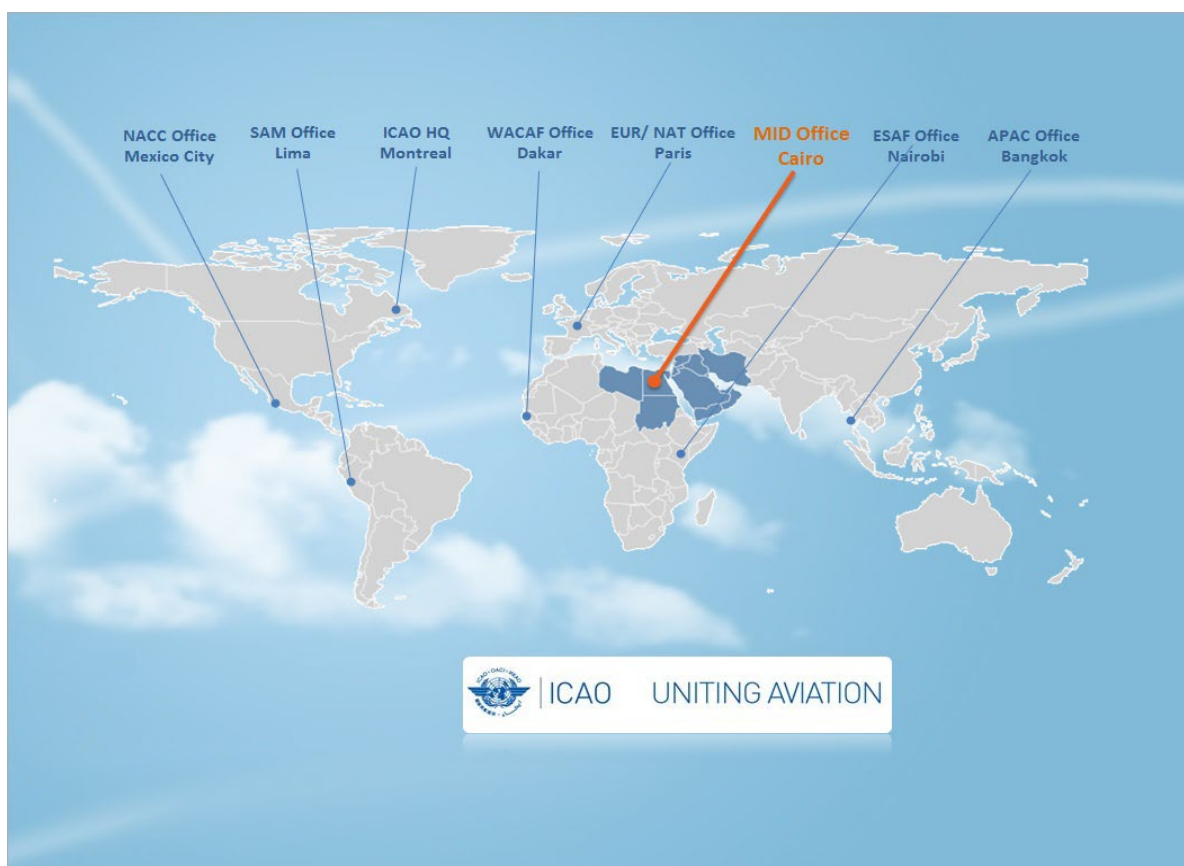 NACC Office
Mexico City
SAM Office
Lima
ICAO HQ
Montreal
WACAF Office
Dakar
EUR/ NAT Office
Paris
MID Office
Cairo
ESAF Office
Nairobi
APAC Office
Bangkok
ICAO
UNITING AVIATION